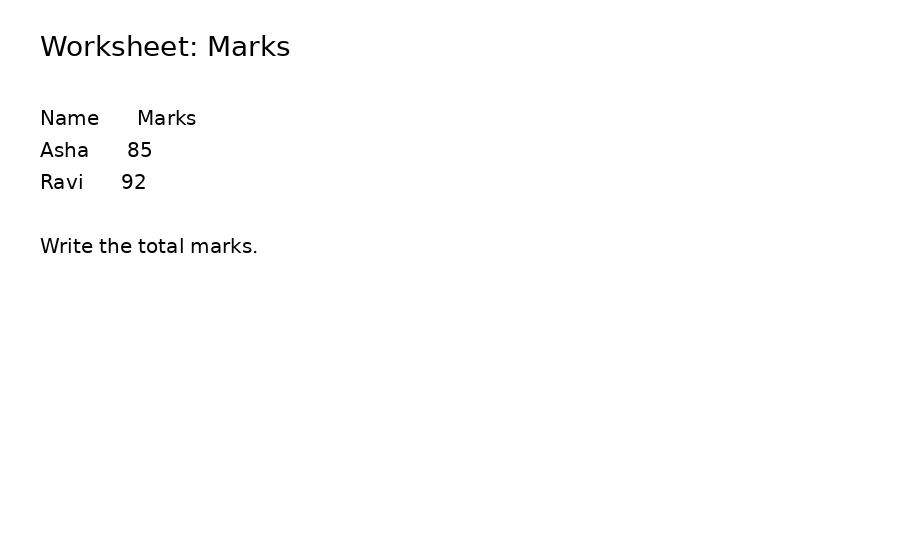 Worksheet: Marks
Name Marks
Asha 85
Ravi 92
Write the total marks.